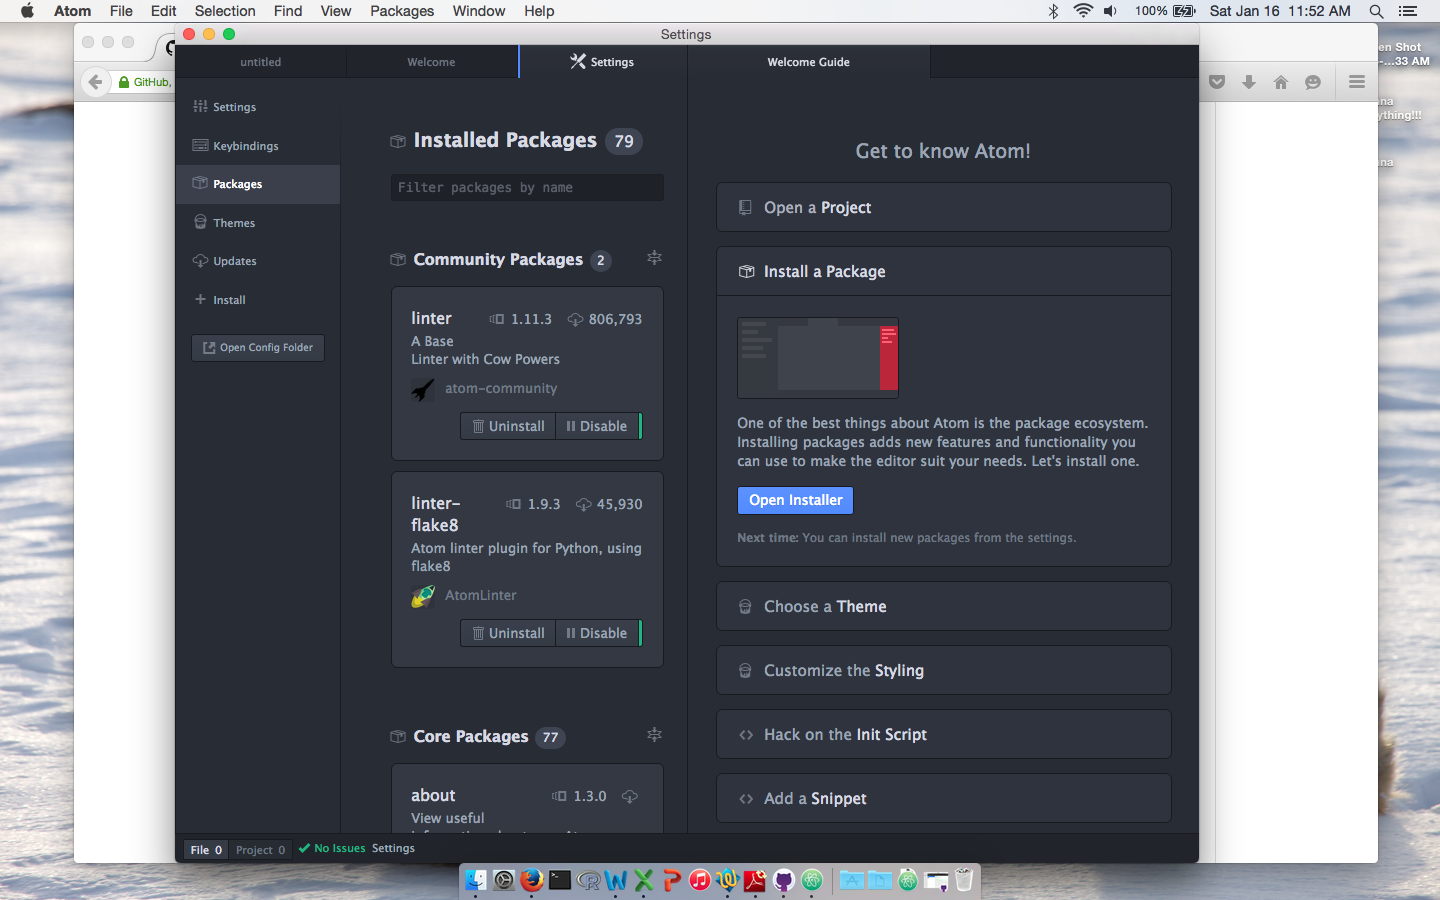 Atom File Edit Selection Find View Packages Window Help
100% Sat Jan 16 11:52 AM
Settings
untitled Welcome Settings Welcome Guide
GitHub,
en Shot
-...33 AM
na
ything!!!
na
Settings
Keybindings
Packages
Themes
Updates
Install
Open Config Folder
Installed Packages 79
Filter packages by name
Community Packages 2
linter 1.11.3 806,793
A Base
Linter with Cow Powers
atom-community
Uninstall Disable
linter-
flake8 1.9.3 45,930
Atom linter plugin for Python, using
flake8
AtomLinter
Uninstall Disable
Core Packages 77
about 1.3.0
View useful
Get to know Atom!
Open a Project
Install a Package
One of the best things about Atom is the package ecosystem.
Installing packages adds new features and functionality you
can use to make the editor suit your needs. Let's install one.
Open Installer
Next time: You can install new packages from the settings.
Choose a Theme
Customize the Styling
Hack on the Init Script
Add a Snippet
File 0 Project 0 No Issues Settings